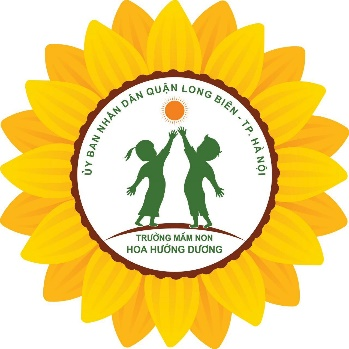 ỦY BAN NHÂN DÂN QUẬN LONG BIÊN - TP. HÀ NỘI
TRƯỜNG MẦM NON
HOA HƯỚNG DƯƠNG